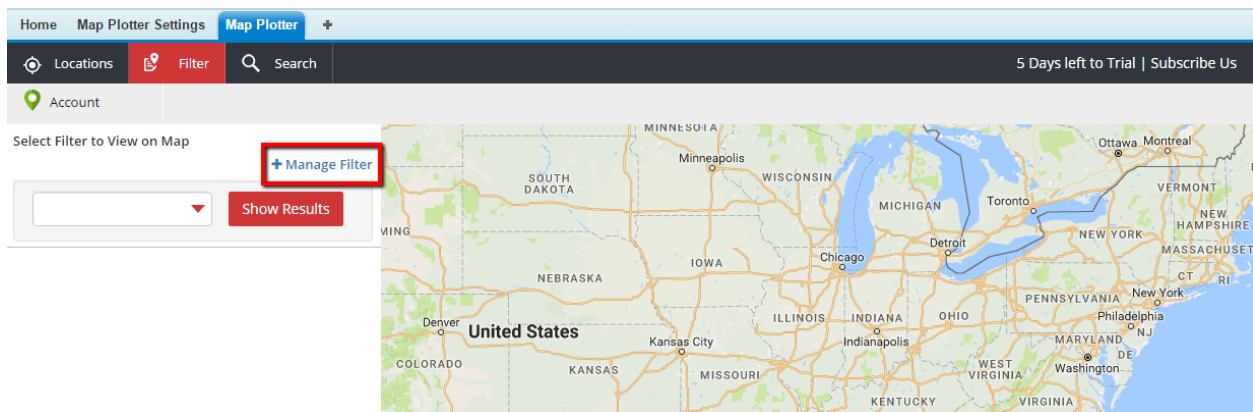 Home Map Plotter Settings Map Plotter +
Locations Filter Search 5 Days left to Trial | Subscribe Us
Account
Select Filter to View on Map
+ Manage Filter
Show Results
MINNESOTA
Ottawa Montreal
Minneapolis
WISCONSIN
SOUTH
DAKOTA
VERMONT
MICHIGAN
Toronto
NEW
HAMPSHIRE
MING
NEW YORK
Detroit
MASSACHUSET
IOWA
Chicago
NEBRASKA
CT RI
PENNSYLVANIA New York
ILLINOIS INDIANA OHIO
Philadelphia
Denver
United States
NJ
Kansas City
Indianapolis
MARYLAND
DE
COLORADO
WEST
VIRGINIA
Washington
KANSAS
MISSOURI
KENTUCKY
VIRGINIA